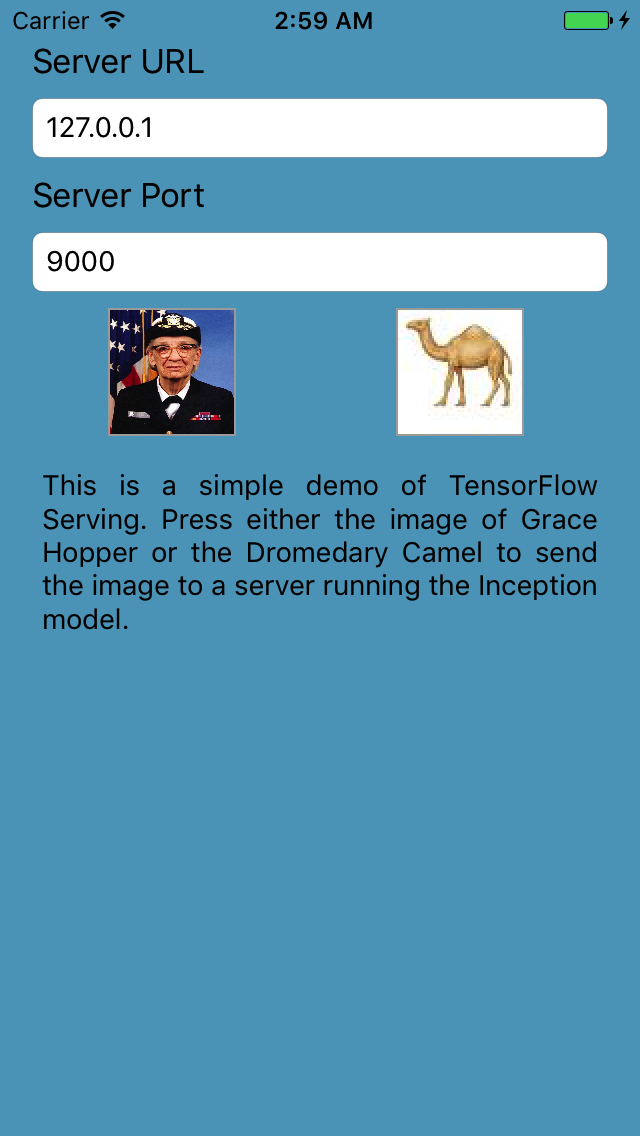 Carrier 2:59 AM
Server URL
127.0.0.1
Server Port
9000
This is a simple demo of TensorFlow
Serving. Press either the image of Grace
Hopper or the Dromedary Camel to send
the image to a server running the Inception
model.